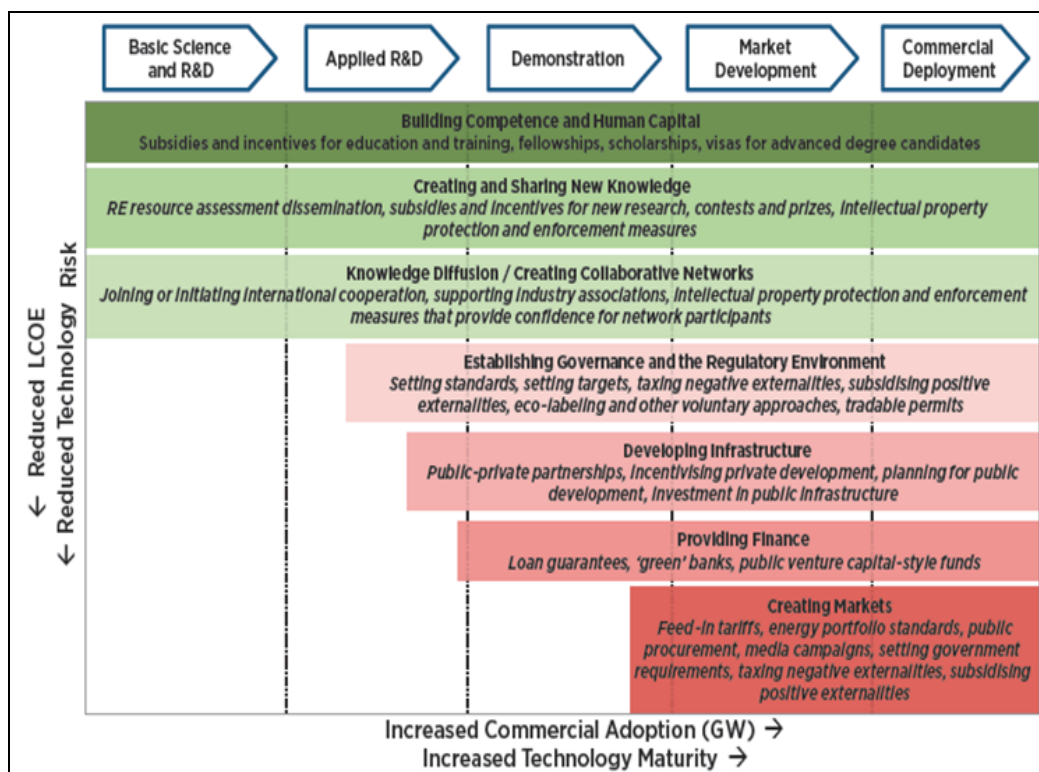 Basic Science
and R&D
Applied R&D
Demonstration
Market
Development
Commercial
Deployment
Building Competence and Human Capital
Subsidies and incentives for education and training, fellowships, scholarships, visas for advanced degree candidates
Creating and Sharing New Knowledge
RE resource assessment dissemination, subsidies and incentives for new research, contests and prizes, intellectual property
protection and enforcement measures
Knowledge Diffusion / Creating Collaborative Networks
Joining or initiating international cooperation, supporting industry associations, intellectual property protection and enforcement
measures that provide confidence for network participants
Establishing Governance and the Regulatory Environment
Setting standards, setting targets, taxing negative externalities, subsidising positive
externalities, eco-labeling and other voluntary approaches, tradable permits
Developing Infrastructure
Public-private partnerships, incentivising private development, planning for public
development, investment in public infrastructure
Providing Finance
Loan guarantees, ‘green’ banks, public venture capital-style funds
Creating Markets
Feed-in tariffs, energy portfolio standards, public
procurement, media campaigns, setting government
requirements, taxing negative externalities, subsidising
positive externalities
← Reduced LCOE
← Reduced Technology Risk
Increased Commercial Adoption (GW) →
Increased Technology Maturity →